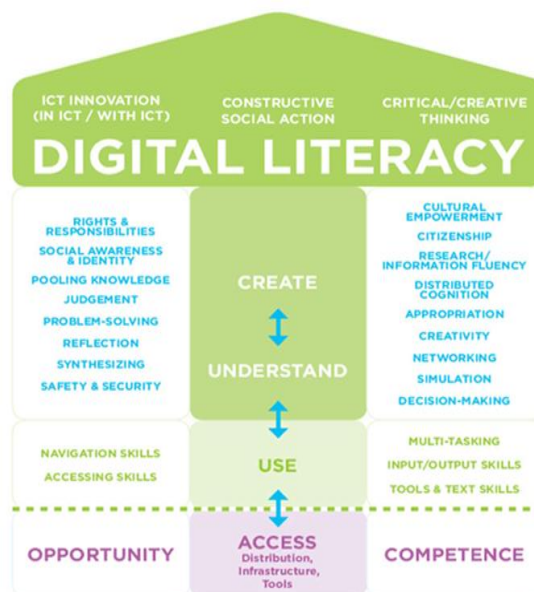 ICT INNOVATION
(IN ICT / WITH ICT)
CONSTRUCTIVE
SOCIAL ACTION
CRITICAL/CREATIVE
THINKING
DIGITAL LITERACY
RIGHTS &
RESPONSIBILITIES
SOCIAL AWARENESS
& IDENTITY
POOLING KNOWLEDGE
JUDGEMENT
PROBLEM-SOLVING
REFLECTION
SYNTHESIZING
SAFETY & SECURITY
CREATE
UNDERSTAND
CULTURAL
EMPOWERMENT
CITIZENSHIP
RESEARCH/
INFORMATION FLUENCY
DISTRIBUTED
COGNITION
APPROPRIATION
CREATIVITY
NETWORKING
SIMULATION
DECISION-MAKING
NAVIGATION SKILLS
ACCESSING SKILLS
USE
MULTI-TASKING
INPUT/OUTPUT SKILLS
TOOLS & TEXT SKILLS
OPPORTUNITY
ACCESS
Distribution,
Infrastructure,
Tools
COMPETENCE